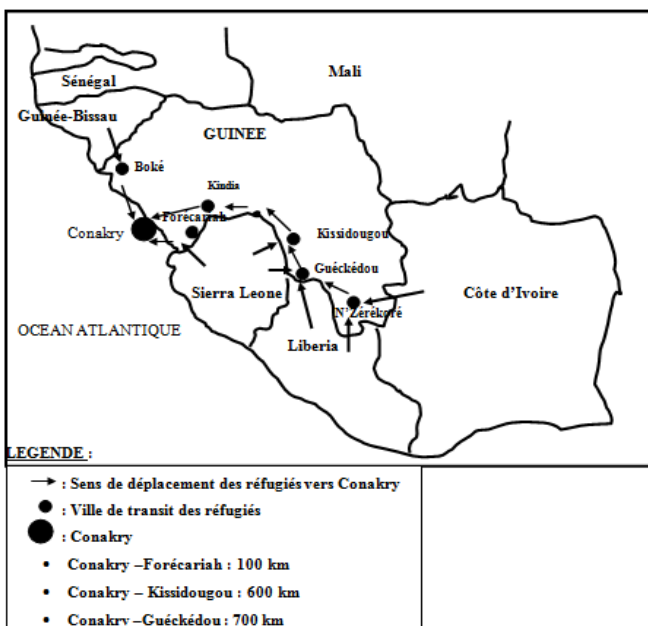 Mali
Sénégal
Guinée-Bissau
GUINEE
Boké
Kindia
Forécariah
Conakry
Kissidougou
Guéckédou
Sierra Leone
Côte d'Ivoire
N'Zérékoré
OCEAN ATLANTIQUE
Liberia
LEGENDE :
: Sens de déplacement des réfugiés vers Conakry
: Ville de transit des réfugiés
: Conakry
• Conakry –Forécariah : 100 km
• Conakry – Kissidougou : 600 km
• Conakry –Guéckédou : 700 km